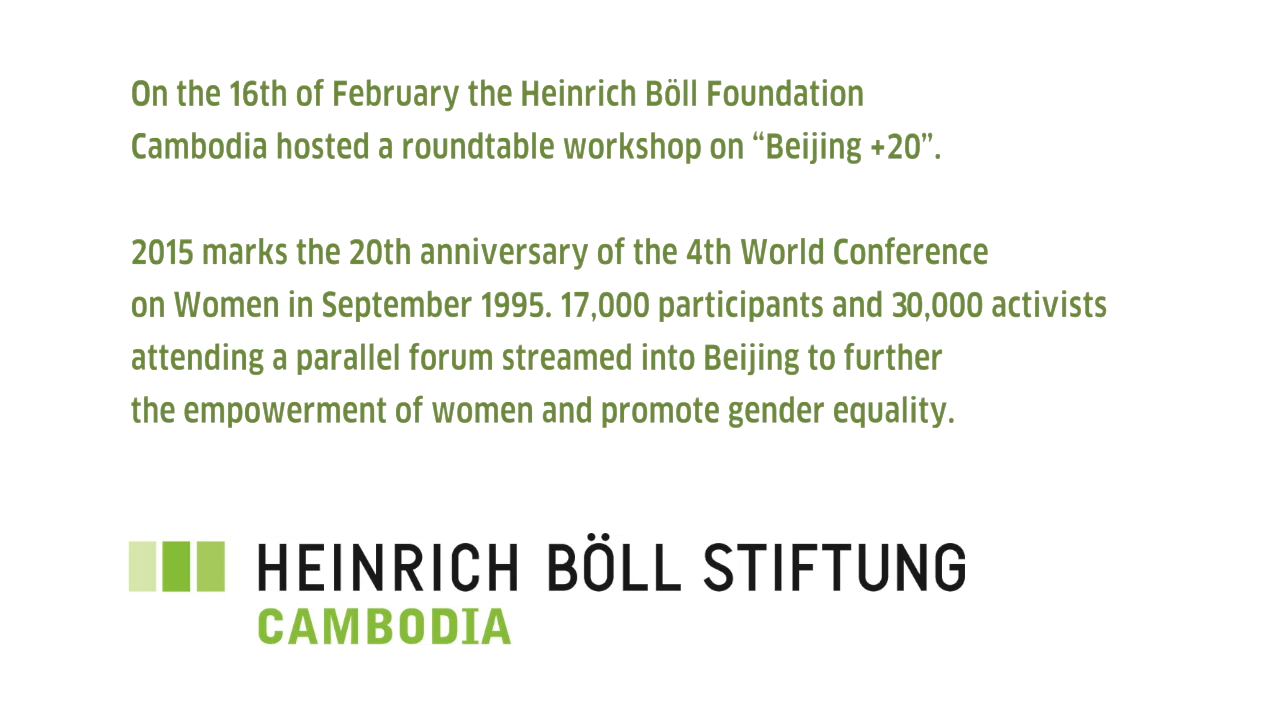 On the 16th of February the Heinrich Böll Foundation
Cambodia hosted a roundtable workshop on “Beijing +20”.
2015 marks the 20th anniversary of the 4th World Conference
on Women in September 1995. 17,000 participants and 30,000 activists
attending a parallel forum streamed into Beijing to further
the empowerment of women and promote gender equality.
HEINRICH BÖLL STIFTUNG
CAMBODIA